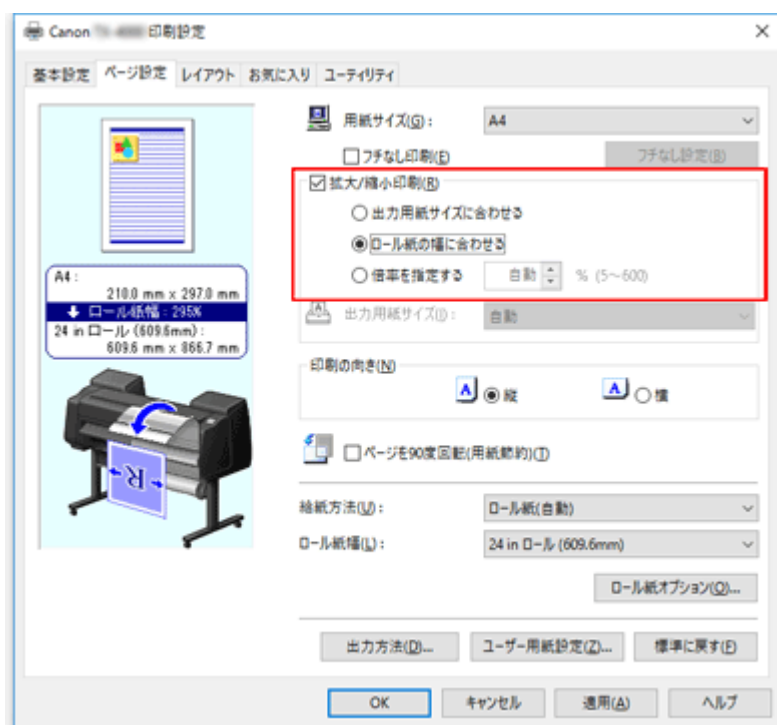 Canon 印刷設定
基本設定 ページ設定 レイアウト お気に入り ユーティリティ
用紙サイズ(G): A4
フチなし印刷(E) フチなし設定(B)
拡大/縮小印刷(R)
出力用紙サイズに合わせる
ロール紙の幅に合わせる
倍率を指定する 自動 % (5~600)
出力用紙サイズ(I): 自動
A4 :
210.0 mm x 297.0 mm
ロール紙幅 : 295%
24 in ロール (609.6mm) :
609.6 mm x 866.7 mm
R
印刷の向き(N)
A 縦 A 横
ページを90度回転(用紙節約)(T)
給紙方法(U): ロール紙(自動)
ロール紙幅(L): 24 in ロール (609.6mm)
ロール紙オプション(O)...
出力方法(D)... ユーザー用紙設定(Z)... 標準に戻す(F)
OK キャンセル 適用(A) ヘルプ